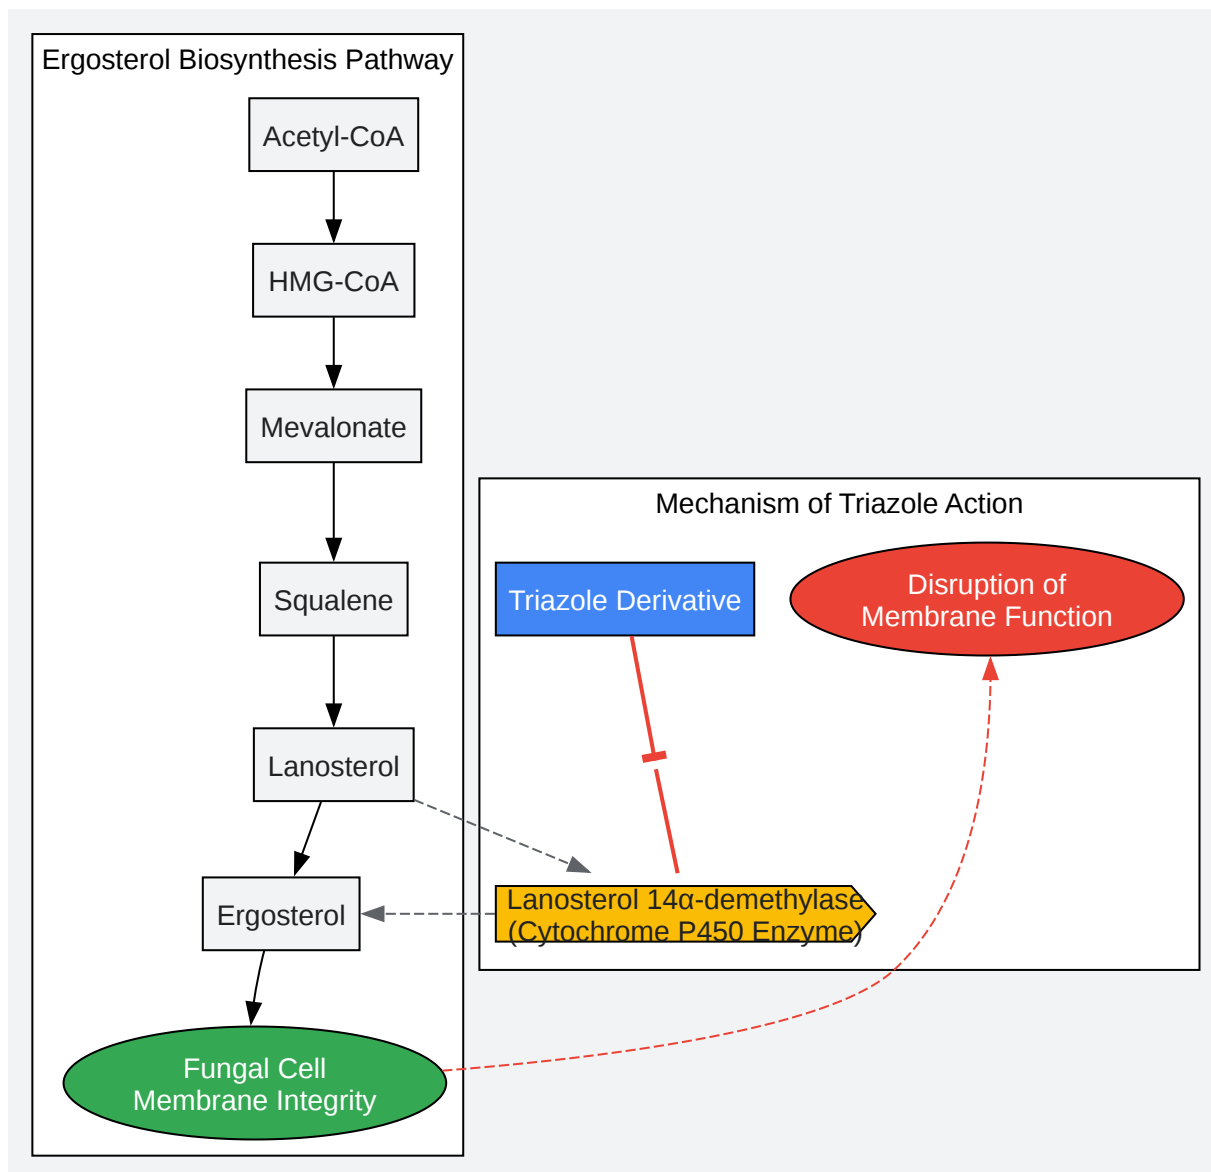 Ergosterol Biosynthesis Pathway
Acetyl-CoA
HMG-CoA
Mevalonate
Squalene
Lanosterol
Ergosterol
Fungal Cell
Membrane Integrity
Mechanism of Triazole Action
Triazole Derivative
Disruption of
Membrane Function
Lanosterol 14α-demethylase
(Cytochrome P450 Enzyme)